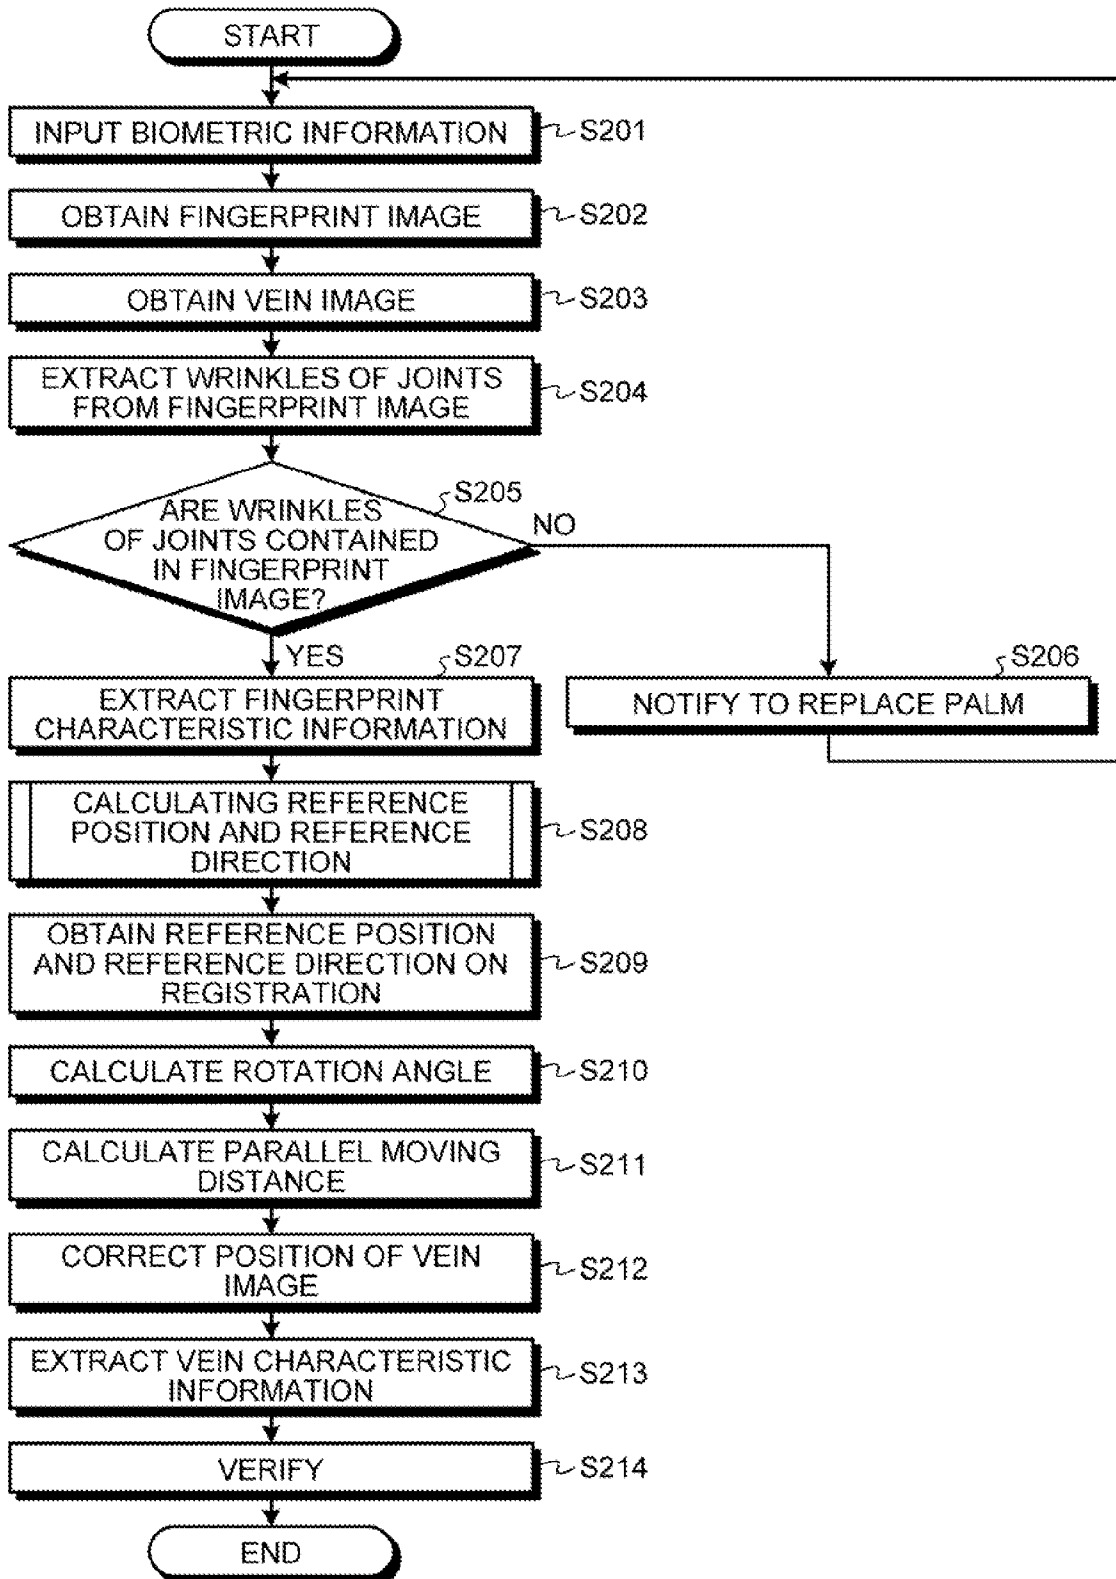 START
INPUT BIOMETRIC INFORMATION
S201
OBTAIN FINGERPRINT IMAGE
S202
OBTAIN VEIN IMAGE
S203
EXTRACT WRINKLES OF JOINTS
FROM FINGERPRINT IMAGE
S204
S205
ARE WRINKLES
OF JOINTS CONTAINED
IN FINGERPRINT
IMAGE?
NO
YES
S207
EXTRACT FINGERPRINT
CHARACTERISTIC INFORMATION
S206
NOTIFY TO REPLACE PALM
CALCULATING REFERENCE
POSITION AND REFERENCE
DIRECTION
S208
OBTAIN REFERENCE POSITION
AND REFERENCE DIRECTION ON
REGISTRATION
S209
CALCULATE ROTATION ANGLE
S210
CALCULATE PARALLEL MOVING
DISTANCE
S211
CORRECT POSITION OF VEIN
IMAGE
S212
EXTRACT VEIN CHARACTERISTIC
INFORMATION
S213
VERIFY
S214
END